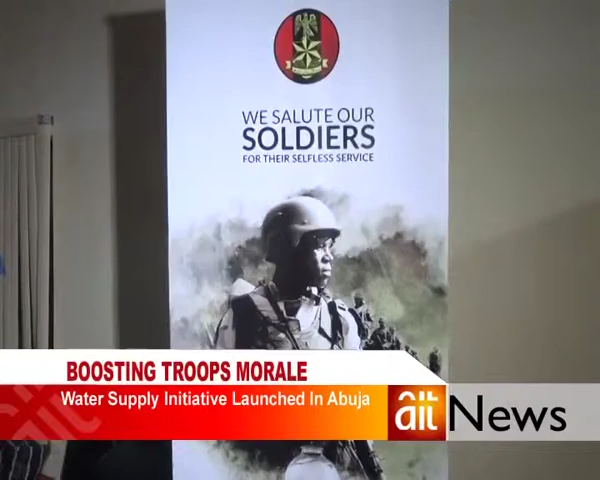 WE SALUTE OUR
SOLDIERS
FOR THEIR SELFLESS SERVICE
BOOSTING TROOPS MORALE
Water Supply Initiative Launched In Abuja
ait News